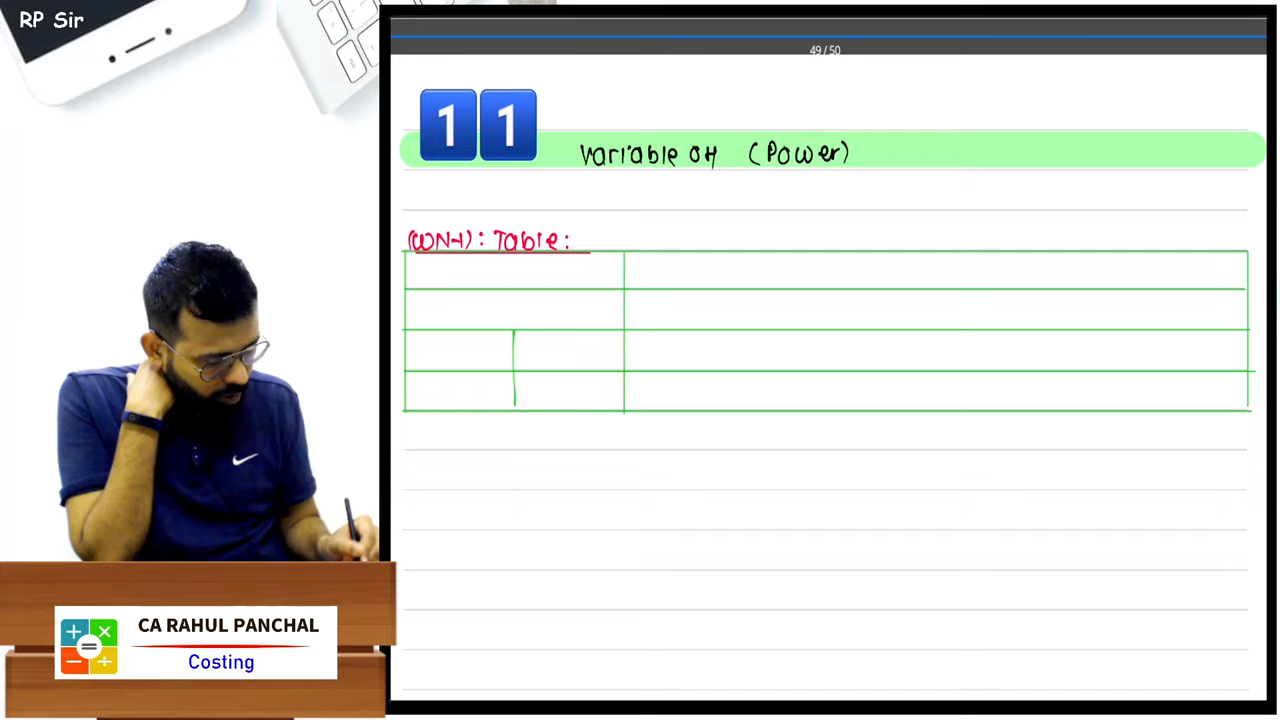 RP Sir
49 / 50
11
Variable OH (Power)
(WN-1): Table:
CA RAHUL PANCHAL
Costing